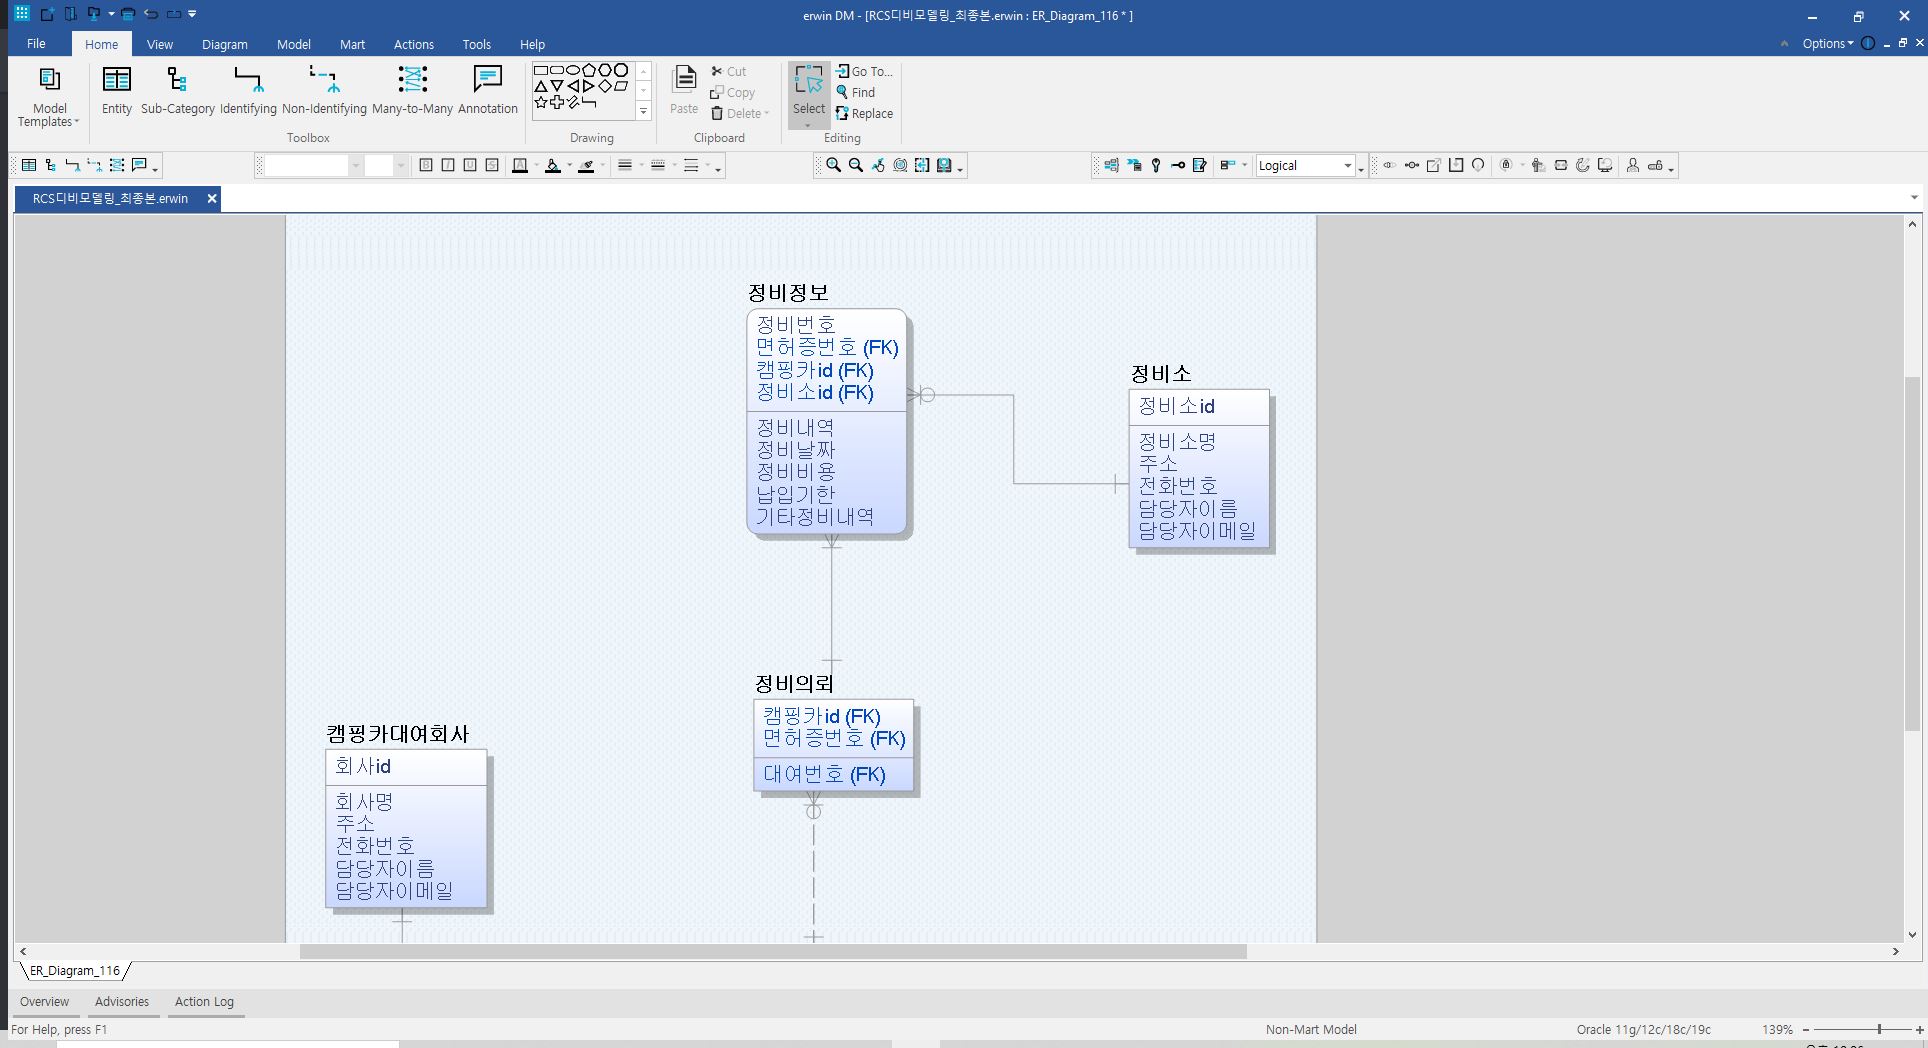 erwin DM - [RCS디비모델링_최종본.erwin : ER_Diagram_116 * ]
File Home View Diagram Model Mart Actions Tools Help Options
Model Templates
Entity
Sub-Category
Identifying
Non-Identifying
Many-to-Many
Annotation
Toolbox
Drawing
Paste
Cut
Copy
Delete
Clipboard
Select
Go To...
Find
Replace
Editing
B I U S A
Logical
RCS디비모델링_최종본.erwin
정비정보
정비번호
면허증번호 (FK)
캠핑카id (FK)
정비소id (FK)
정비내역
정비날짜
정비비용
납입기한
기타정비내역
정비소
정비소id
정비소명
주소
전화번호
담당자이름
담당자이메일
정비의뢰
캠핑카id (FK)
면허증번호 (FK)
대여번호 (FK)
캠핑카대여회사
회사id
회사명
주소
전화번호
담당자이름
담당자이메일
ER_Diagram_116
Overview Advisories Action Log
For Help, press F1
Non-Mart Model
Oracle 11g/12c/18c/19c
139%